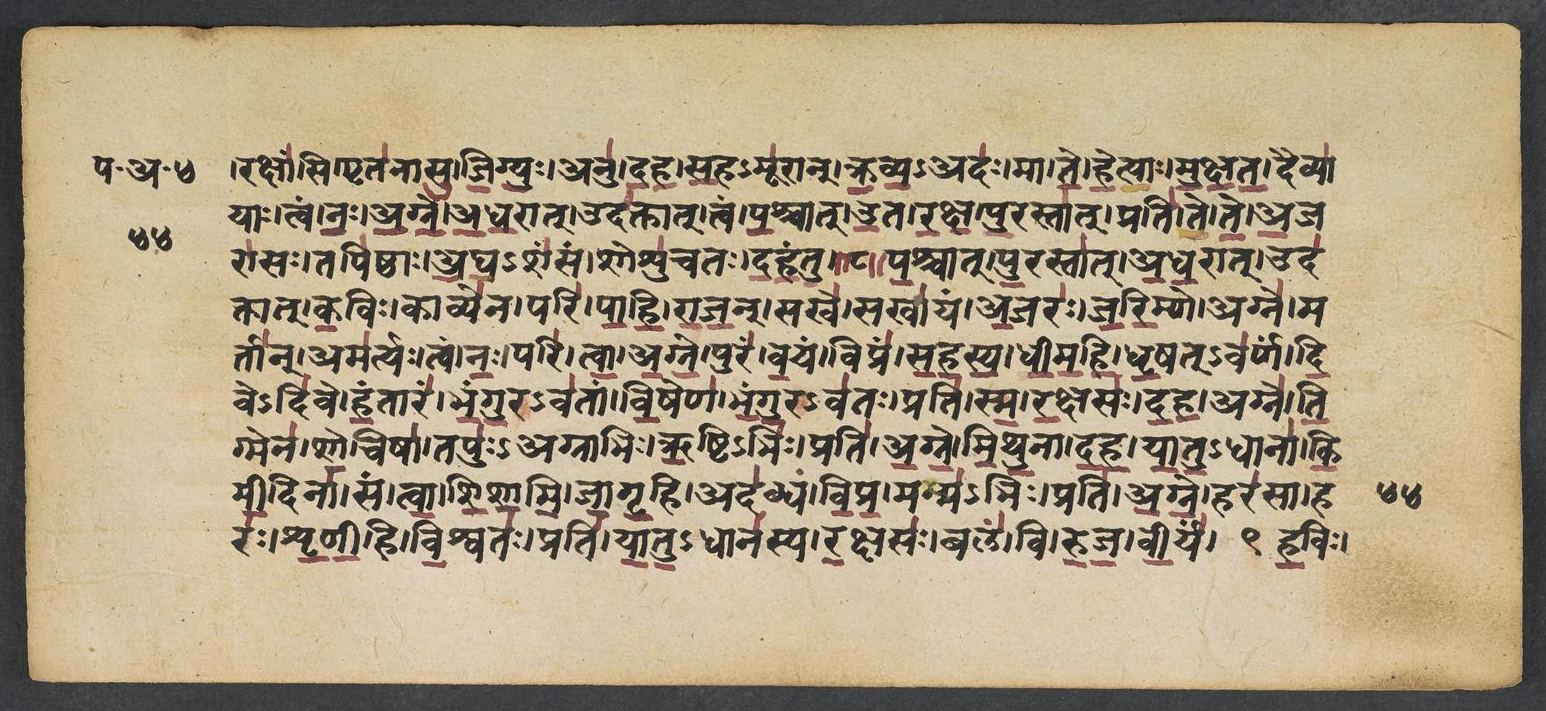 प·अ·४ ।रक्षांसि।पृतनासु।जिग्युः।अनु।दह।सहऽमूरान्।क्रव्यऽअदः।मा।ते।हेत्याः।मुक्षत।दैव्या
याः।त्वं।नः।अग्ने।अधरात्।उदक्तात्।त्वं।पश्चात्।उत।रक्ष।पुरस्तात्।प्रति।ते।ते।अज
५५
रासः।तपिष्ठाः।अघऽशंसं।शोशुचतः।दहंतु।॥८॥पश्चात्।पुरस्तात्।अधरात्।उद
क्तात्।कविः।काव्येन।परि।पाहि।राजन्।सखे।सखायं।अजरः।जरिम्णे।अग्ने।म
र्तान्।अमर्त्यः।त्वं।नः।परि।त्वा।अग्ने।पुरं।वयं।विप्रं।सहस्य।धीमहि।धृषत्ऽवर्णं।दि
वेऽदिवे।हंतारं।भंगुरऽवतां।विषेण।भंगुरऽवतः।प्रति।स्म।रक्षसः।दह।अग्ने।ति
ग्मेन।शोचिषा।तपुःऽअग्राभिः।ऋष्टिऽभिः।प्रति।अग्ने।मिथुना।दह।यातुऽधाना।कि
मीदिना।सं।त्वा।शिशामि।जागृहि।अदब्धं।विप्र।मन्मऽभिः।प्रति।अग्ने।हरसा।ह
५५
रः।शृणीहि।विश्वतः।प्रति।यातुऽधानस्य।रक्षसः।बलं।वि।रुज।वीर्यं। ९ हविः।